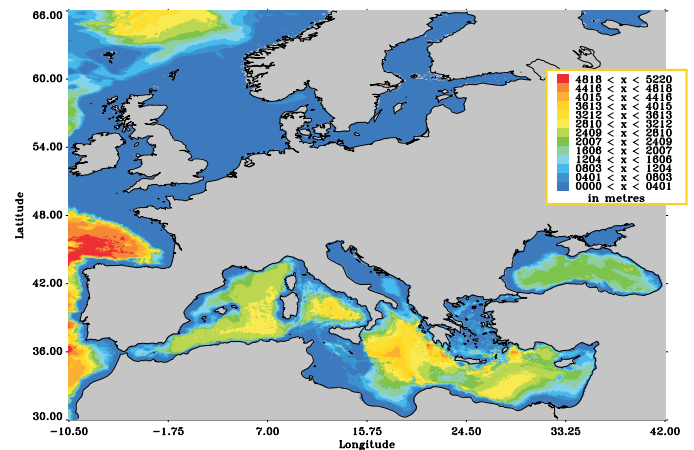 66.00
60.00
54.00
48.00
42.00
36.00
30.00
Latitude
4818 < x < 5220
4416 < x < 4818
4015 < x < 4416
3613 < x < 4015
3212 < x < 3613
2810 < x < 3212
2409 < x < 2810
2007 < x < 2409
1606 < x < 2007
1204 < x < 1606
0803 < x < 1204
0401 < x < 0803
0000 < x < 0401
in metres
-10.50 -1.75 7.00 15.75 24.50 33.25 42.00
Longitude